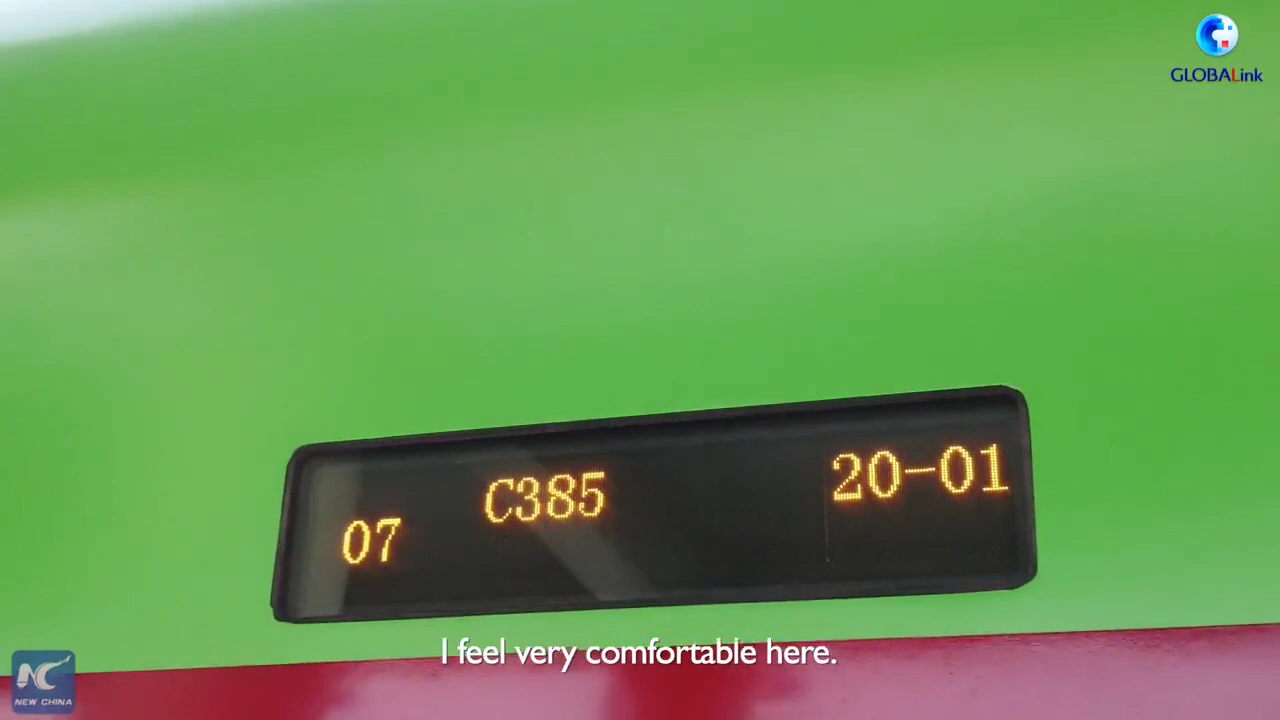 GLOBALink
C385
20-01
07
I feel very comfortable here.
NEW CHINA